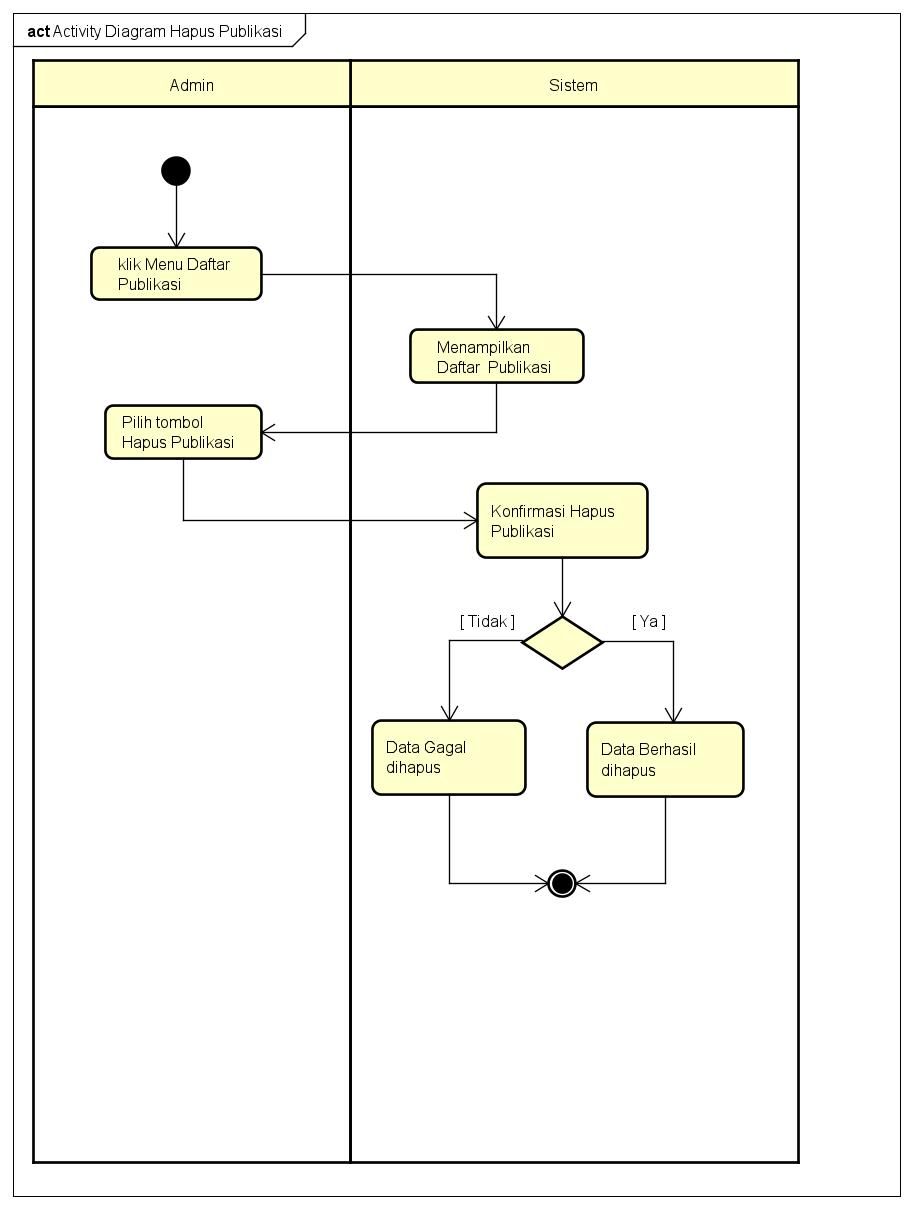 act Activity Diagram Hapus Publikasi
Admin
Sistem
klik Menu Daftar
Publikasi
Menampilkan
Daftar Publikasi
Pilih tombol
Hapus Publikasi
Konfirmasi Hapus
Publikasi
[ Tidak ]
[ Ya ]
Data Gagal
dihapus
Data Berhasil
dihapus